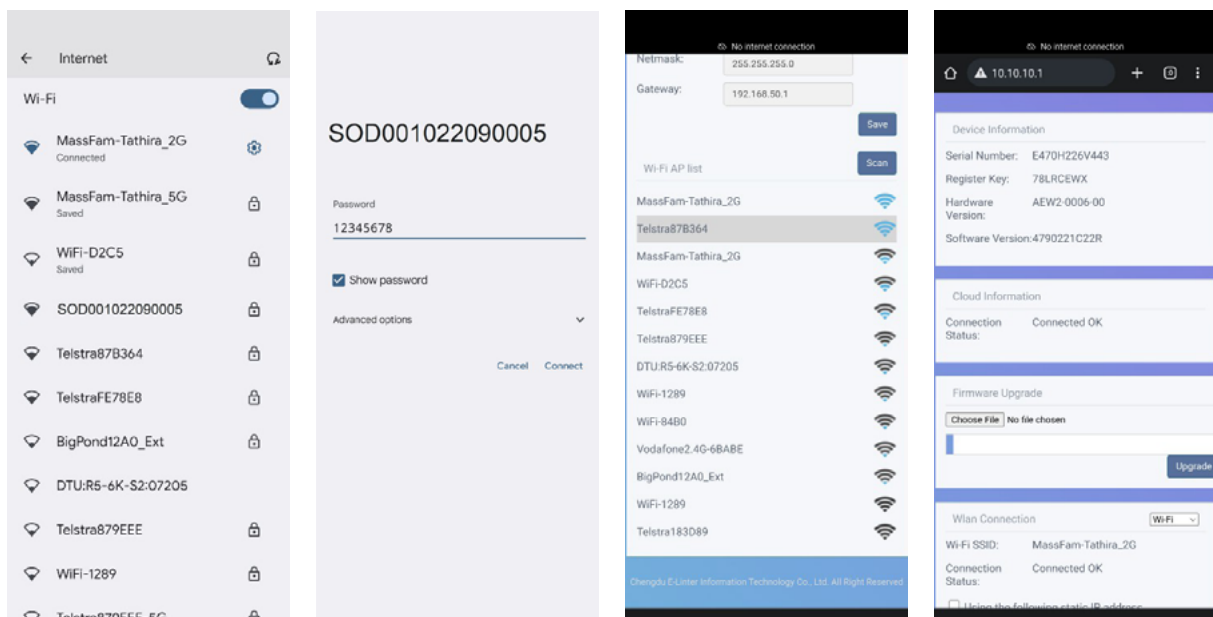 Internet
Wi-Fi
MassFam-Tathira_2G
Connected
MassFam-Tathira_5G
Saved
WiFi-D2C5
Saved
SOD001022090005
Telstra87B364
TelstraFE78E8
BigPond12A0_Ext
DTU:R5-6K-S2:07205
Telstra879EEE
WiFi-1289
Telstra879EEE_5G
SOD001022090005
Password
12345678
Show password
Advanced options
Cancel Connect
No internet connection
Netmask: 255.255.255.0
Gateway: 192.168.50.1
Save
Wi-Fi AP list Scan
MassFam-Tathira_2G
Telstra87B364
MassFam-Tathira_2G
WiFi-D2C5
TelstraFE78E8
Telstra879EEE
DTU:R5-6K-S2:07205
WiFi-1289
WiFi-84B0
Vodafone2.4G-6BABE
BigPond12A0_Ext
WiFi-1289
Telstra183D89
Chengdu E-Linter Information Technology Co., Ltd. All Right Reserved
No internet connection
10.10.10.1
Device Information
Serial Number: E470H226V443
Register Key: 78LRCEWX
Hardware AEW2-0006-00
Version:
Software Version:4790221C22R
Cloud Information
Connection Connected OK
Status:
Firmware Upgrade
Choose File No file chosen
Upgrade
Wlan Connection Wi-Fi
Wi-Fi SSID: MassFam-Tathira_2G
Connection Connected OK
Status:
Using the following static IP address